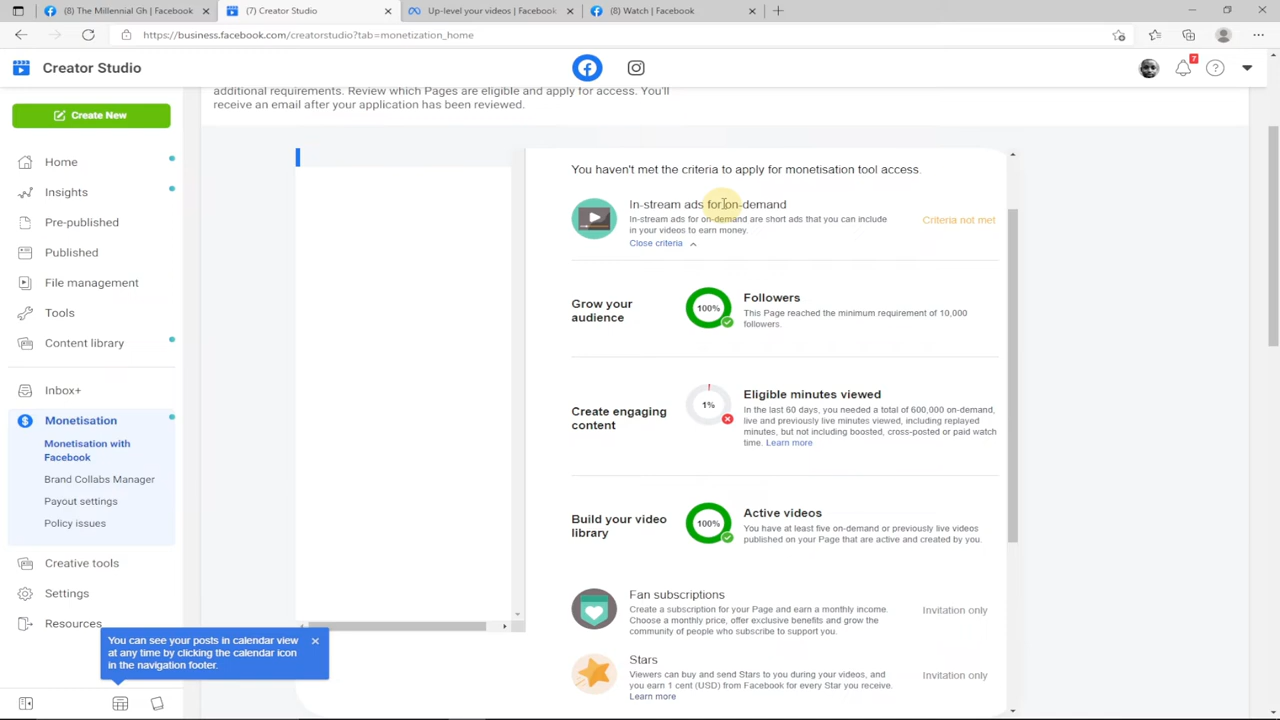 (8) The Millennial Gh | Facebook
(7) Creator Studio
Up-level your videos | Facebook
(8) Watch | Facebook
https://business.facebook.com/creatorstudio?tab=monetization_home
Creator Studio
7
additional requirements. Review which Pages are eligible and apply for access. You'll
receive an email after your application has been reviewed.
Create New
Home
Insights
Pre-published
Published
File management
Tools
Content library
Inbox+
Monetisation
Monetisation with
Facebook
Brand Collabs Manager
Payout settings
Policy issues
Creative tools
Settings
Resources
You can see your posts in calendar view
at any time by clicking the calendar icon
in the navigation footer.
You haven't met the criteria to apply for monetisation tool access.
In-stream ads for on-demand
In-stream ads for on-demand are short ads that you can include
in your videos to earn money.
Close criteria
Criteria not met
Grow your
audience
100%
Followers
This Page reached the minimum requirement of 10,000
followers.
Create engaging
content
1%
Eligible minutes viewed
In the last 60 days, you needed a total of 600,000 on-demand,
live and previously live minutes viewed, including replayed
minutes, but not including boosted, cross-posted or paid watch
time. Learn more
Build your video
library
100%
Active videos
You have at least five on-demand or previously live videos
published on your Page that are active and created by you.
Fan subscriptions
Create a subscription for your Page and earn a monthly income.
Choose a monthly price, offer exclusive benefits and grow the
community of people who subscribe to support you.
Invitation only
Stars
Viewers can buy and send Stars to you during your videos, and
you earn 1 cent (USD) from Facebook for every Star you receive.
Learn more
Invitation only